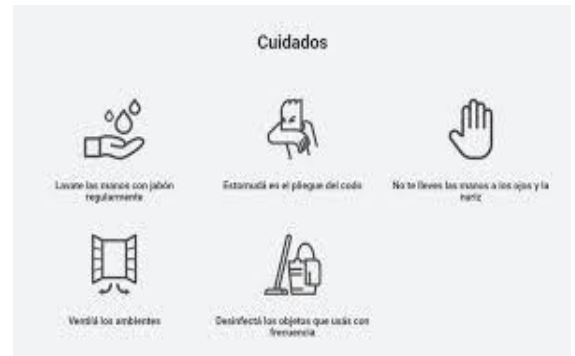 Cuidados
Lavate las manos con jabón
regularmente
Estornudá en el pliegue del codo
No te lleves las manos a los ojos y la
nariz
Ventilá los ambientes
Desinfectá los objetos que usás con
frecuencia